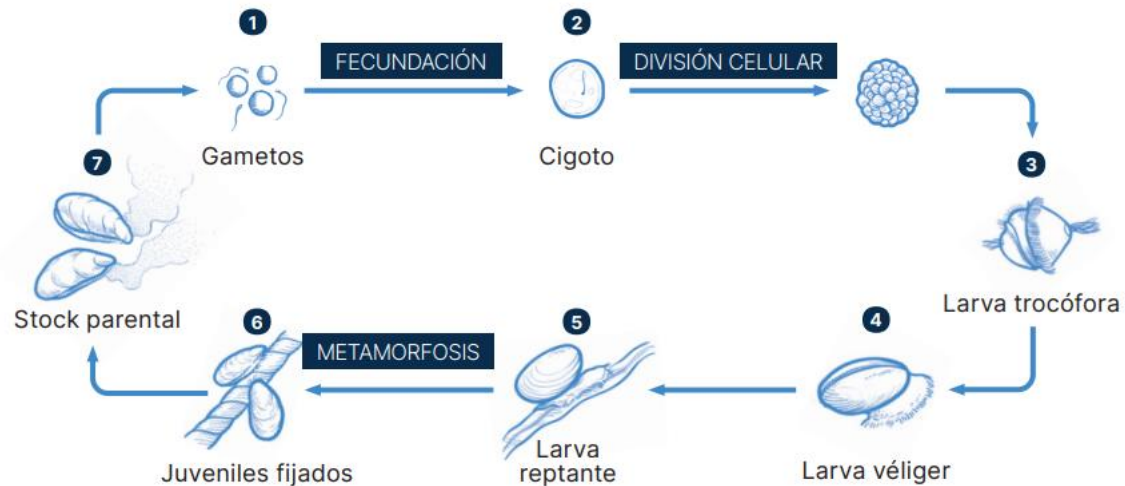 1
FECUNDACIÓN
2
DIVISIÓN CELULAR
Gametos
Cigoto
3
Larva trocófora
4
Larva véliger
5
Larva
reptante
METAMORFOSIS
6
Juveniles fijados
7
Stock parental